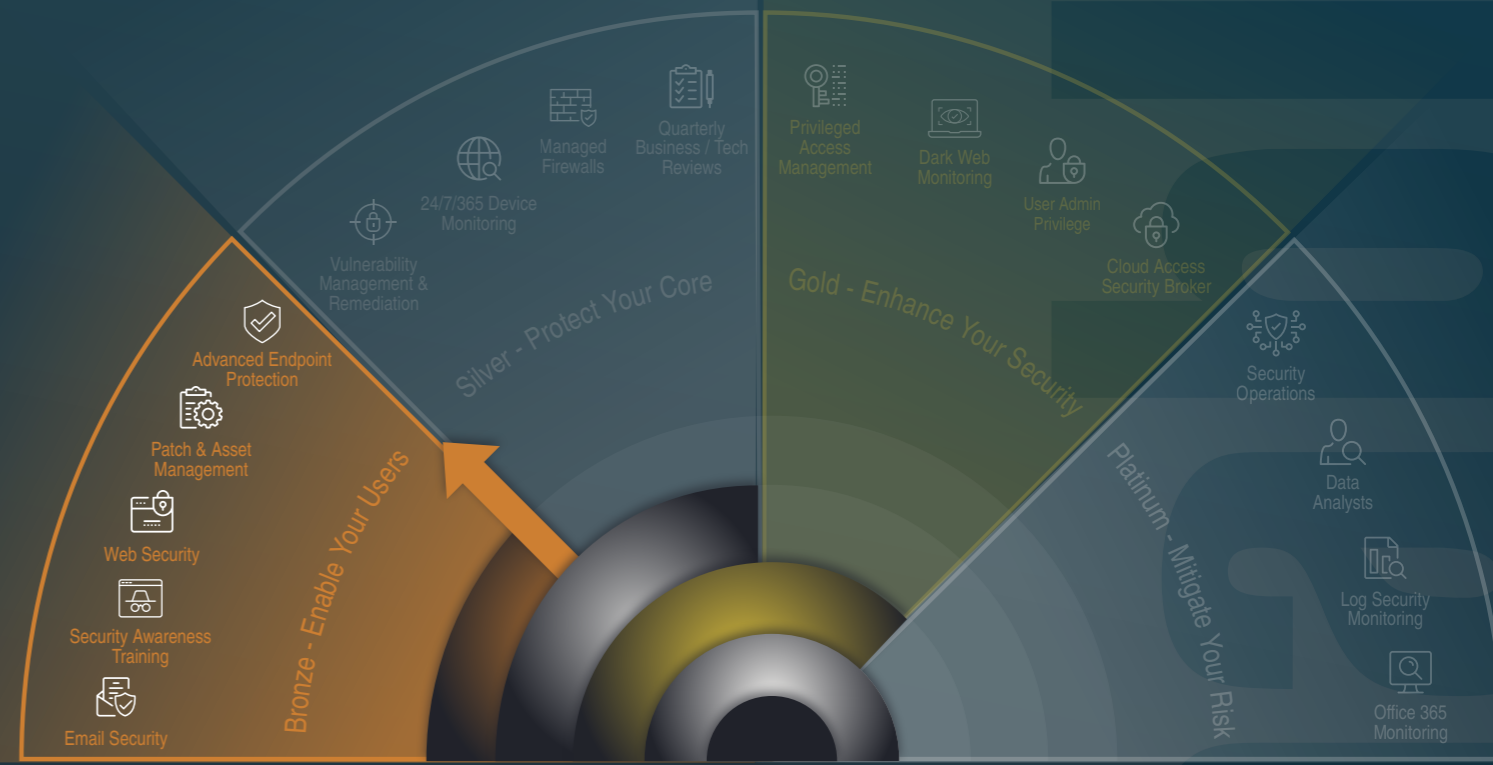 Advanced Endpoint
Protection
Patch & Asset
Management
Web Security
Security Awareness
Training
Email Security
Bronze - Enable Your Users
Vulnerability
Management &
Remediation
24/7/365 Device
Monitoring
Managed
Firewalls
Quarterly
Business / Tech
Reviews
Silver - Protect Your Core
Privileged
Access
Management
Dark Web
Monitoring
User Admin
Privilege
Cloud Access
Security Broker
Gold - Enhance Your Security
Security
Operations
Data
Analysts
Log Security
Monitoring
Office 365
Monitoring
Platinum - Mitigate Your Risk